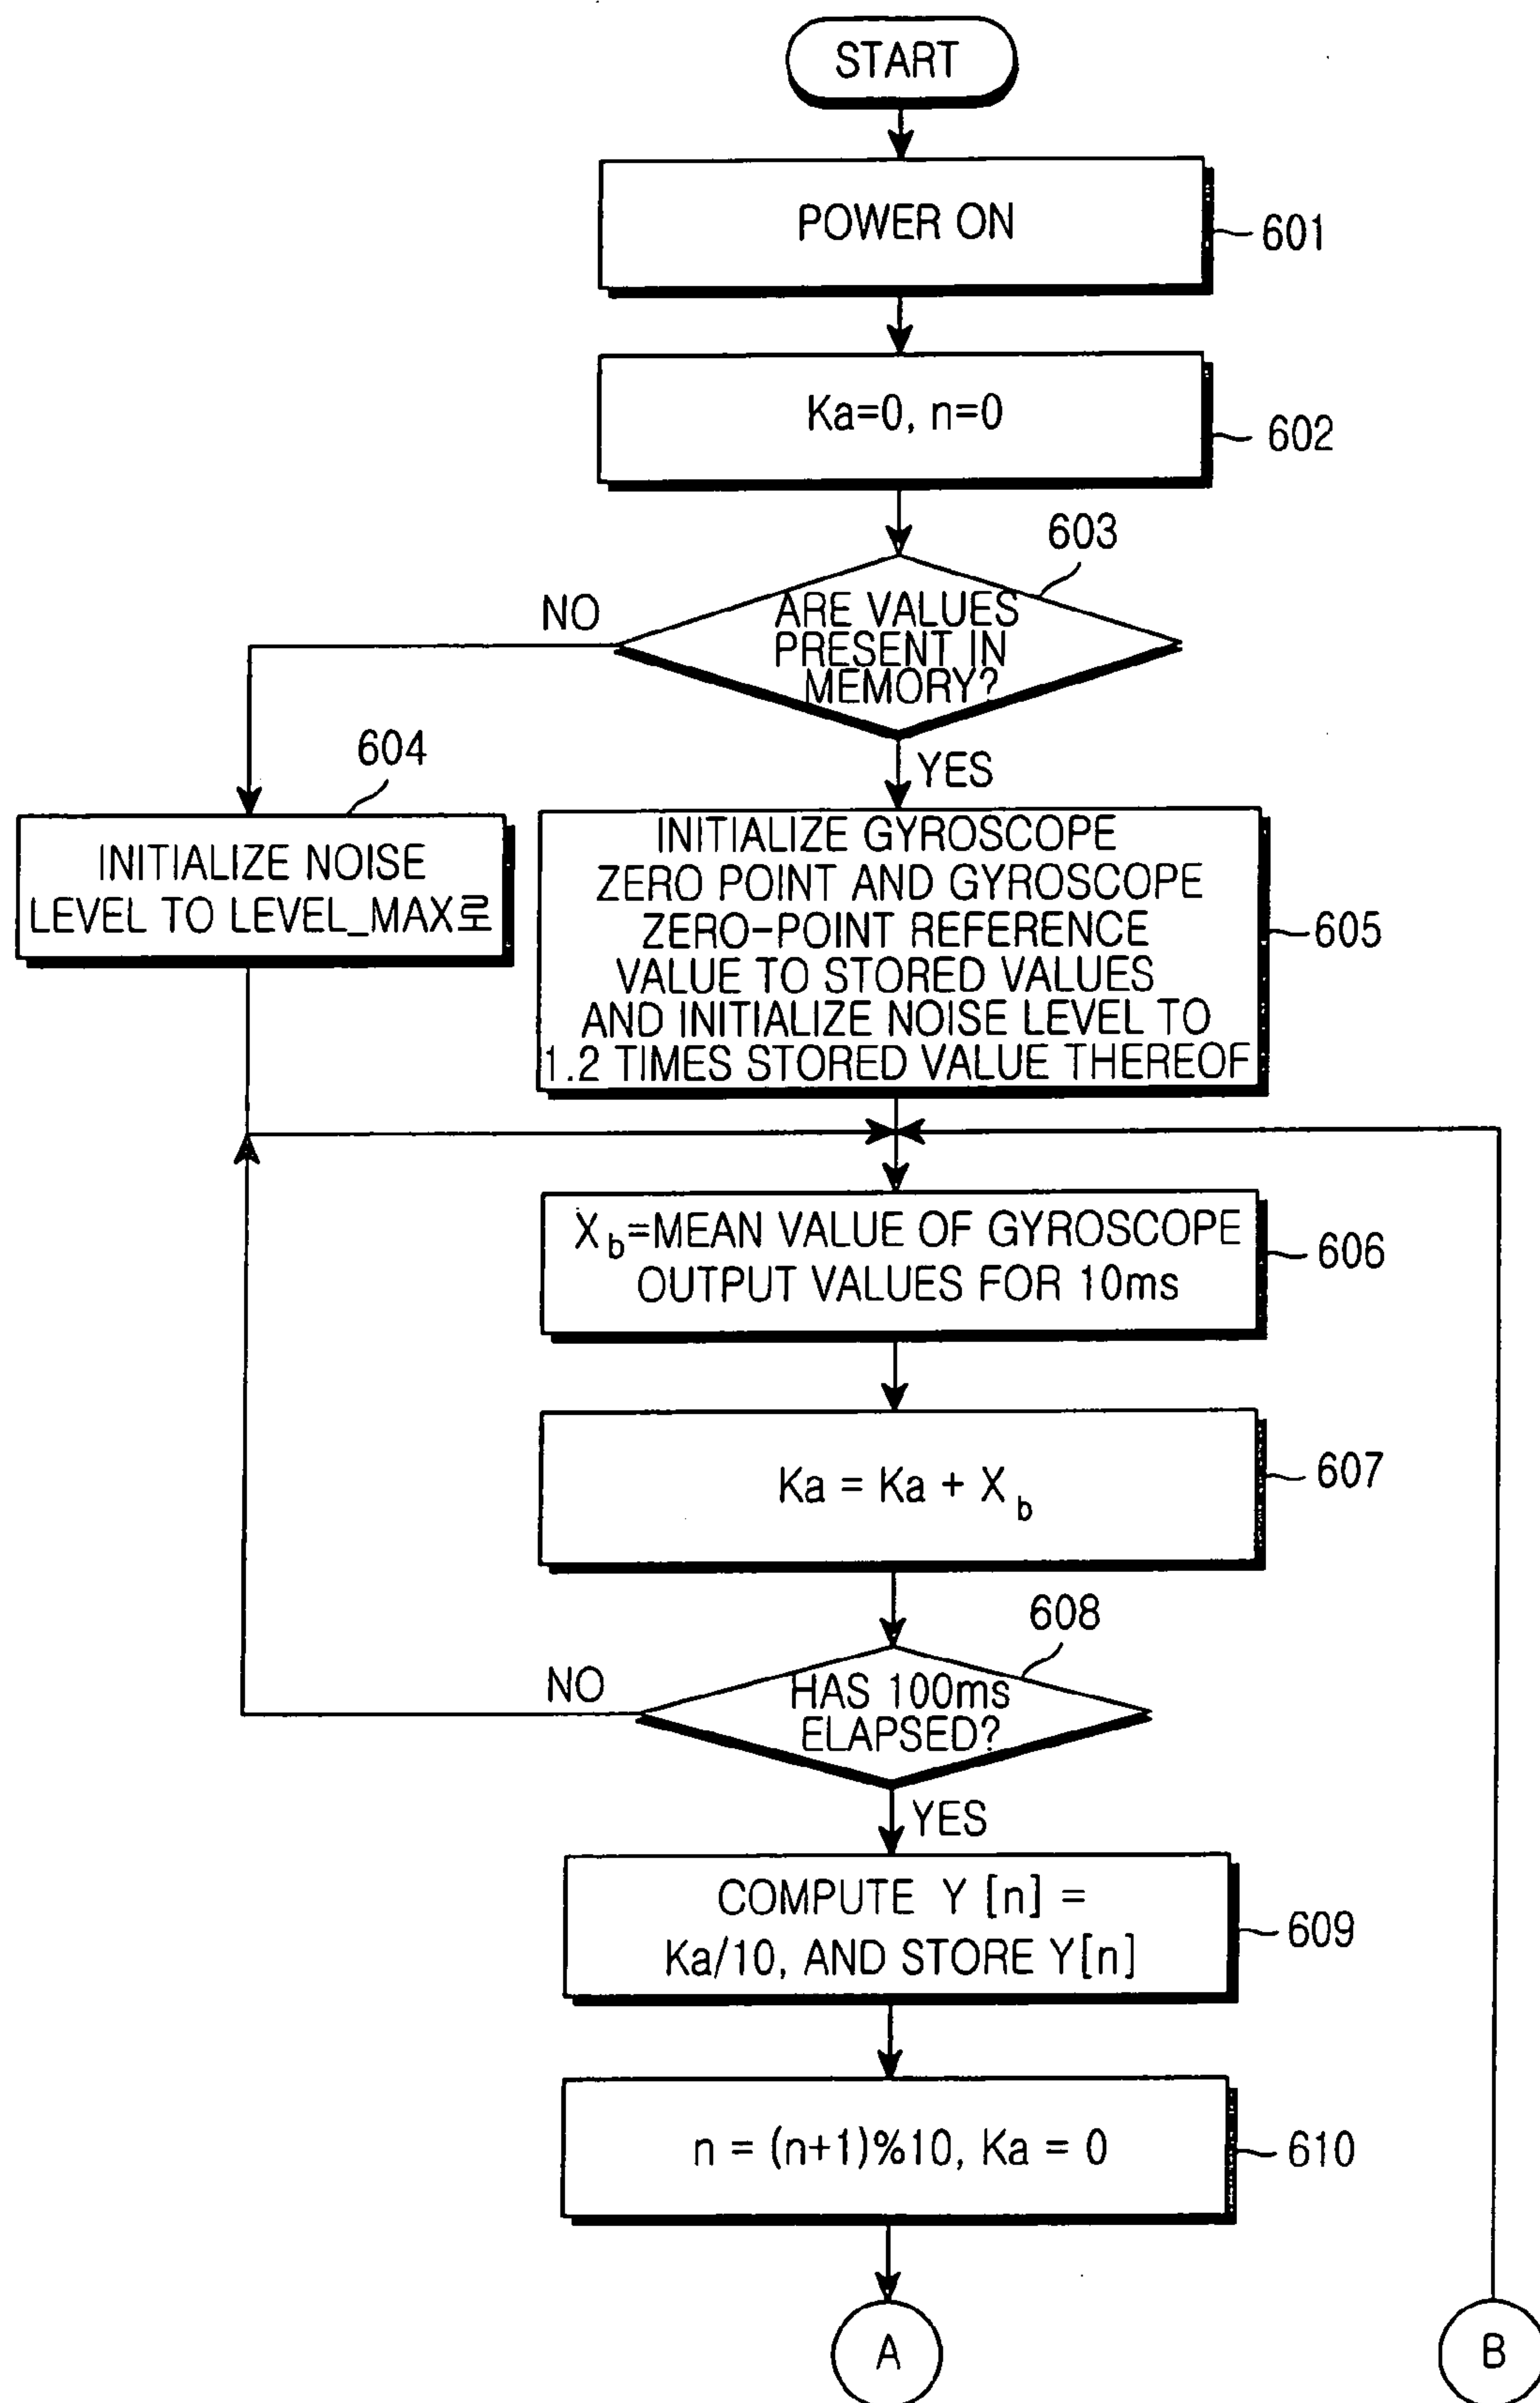 START
POWER ON
601
Ka=0, n=0
602
603
NO
ARE VALUES
PRESENT IN
MEMORY?
YES
604
INITIALIZE NOISE
LEVEL TO LEVEL_MAX로
INITIALIZE GYROSCOPE
ZERO POINT AND GYROSCOPE
ZERO-POINT REFERENCE
VALUE TO STORED VALUES
AND INITIALIZE NOISE LEVEL TO
1.2 TIMES STORED VALUE THEREOF
605
Xb=MEAN VALUE OF GYROSCOPE
OUTPUT VALUES FOR 10ms
606
Ka = Ka + Xb
607
608
NO
HAS 100ms
ELAPSED?
YES
COMPUTE Y [n] =
Ka/10, AND STORE Y[n]
609
n = (n+1)%10, Ka = 0
610
A
B